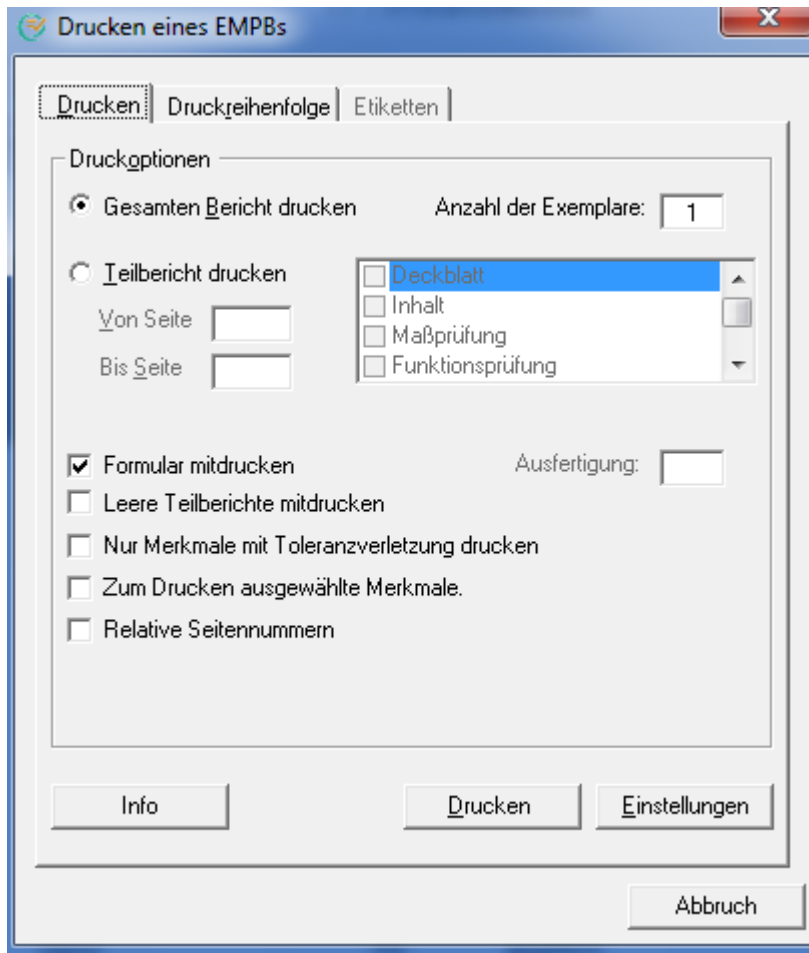 Drucken eines EMPBs
Drucken Druckreihenfolge Etiketten
Druckoptionen
Gesamten Bericht drucken Anzahl der Exemplare: 1
Teilbericht drucken Deckblatt
Inhalt
Von Seite Maßprüfung
Bis Seite Funktionsprüfung
Formular mitdrucken Ausfertigung:
Leere Teilberichte mitdrucken
Nur Merkmale mit Toleranzverletzung drucken
Zum Drucken ausgewählte Merkmale.
Relative Seitennummern
Info Drucken Einstellungen
Abbruch